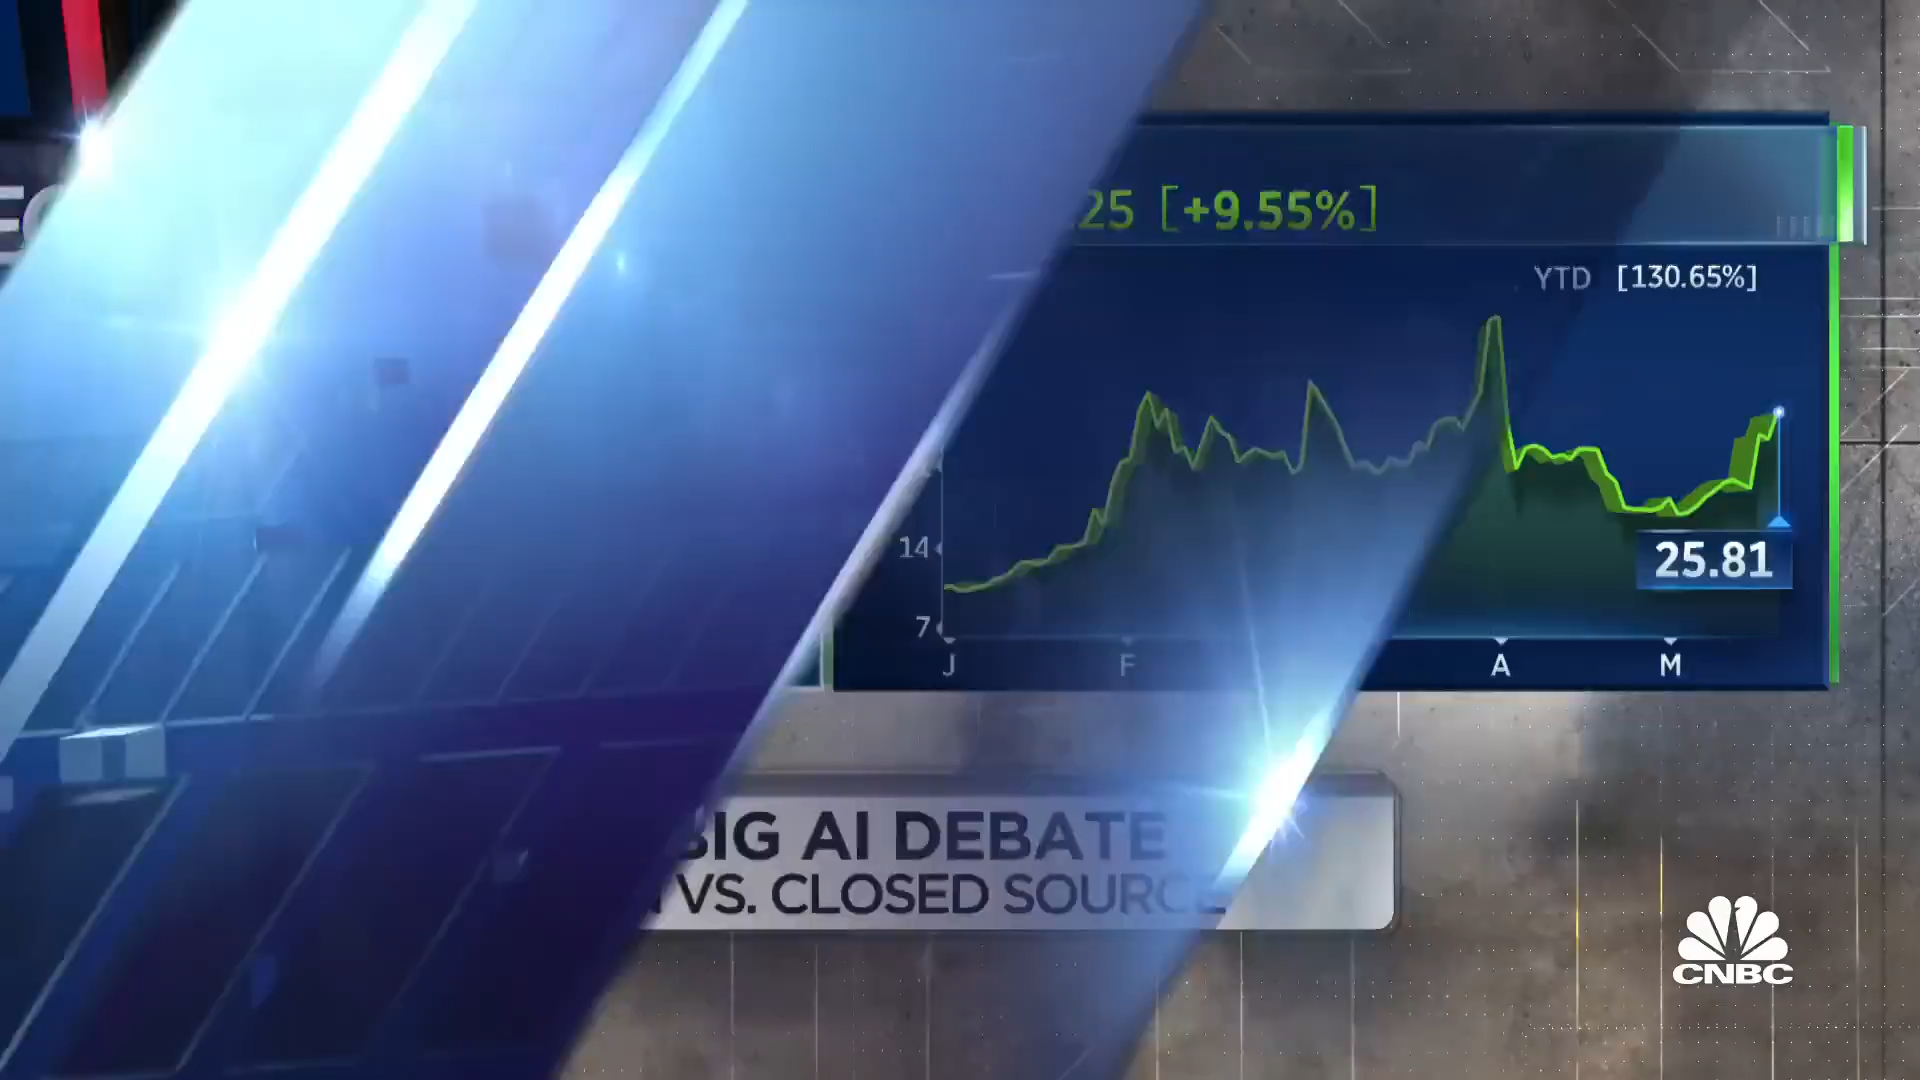 .25 [+9.55%]
YTD [130.65%]
14
7
J F A M
25.81
BIG AI DEBATE
VS. CLOSED SOURCE
CNBC